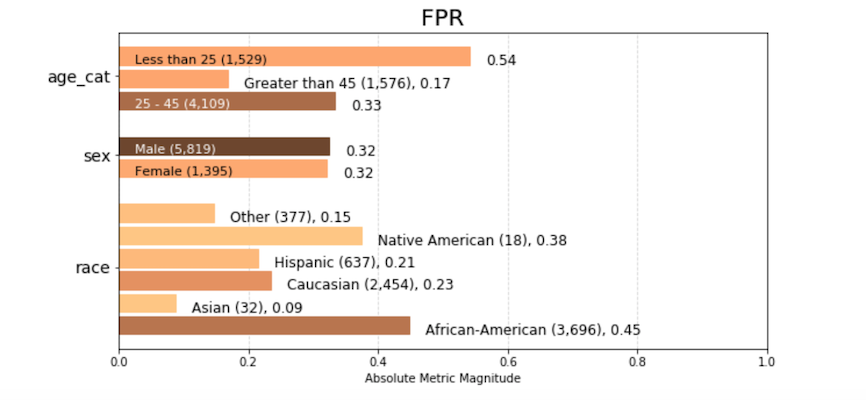 FPR
age_cat
Less than 25 (1,529) 0.54
Greater than 45 (1,576), 0.17
25 - 45 (4,109) 0.33
sex
Male (5,819) 0.32
Female (1,395) 0.32
race
Other (377), 0.15
Native American (18), 0.38
Hispanic (637), 0.21
Caucasian (2,454), 0.23
Asian (32), 0.09
African-American (3,696), 0.45
0.0 0.2 0.4 0.6 0.8 1.0
Absolute Metric Magnitude